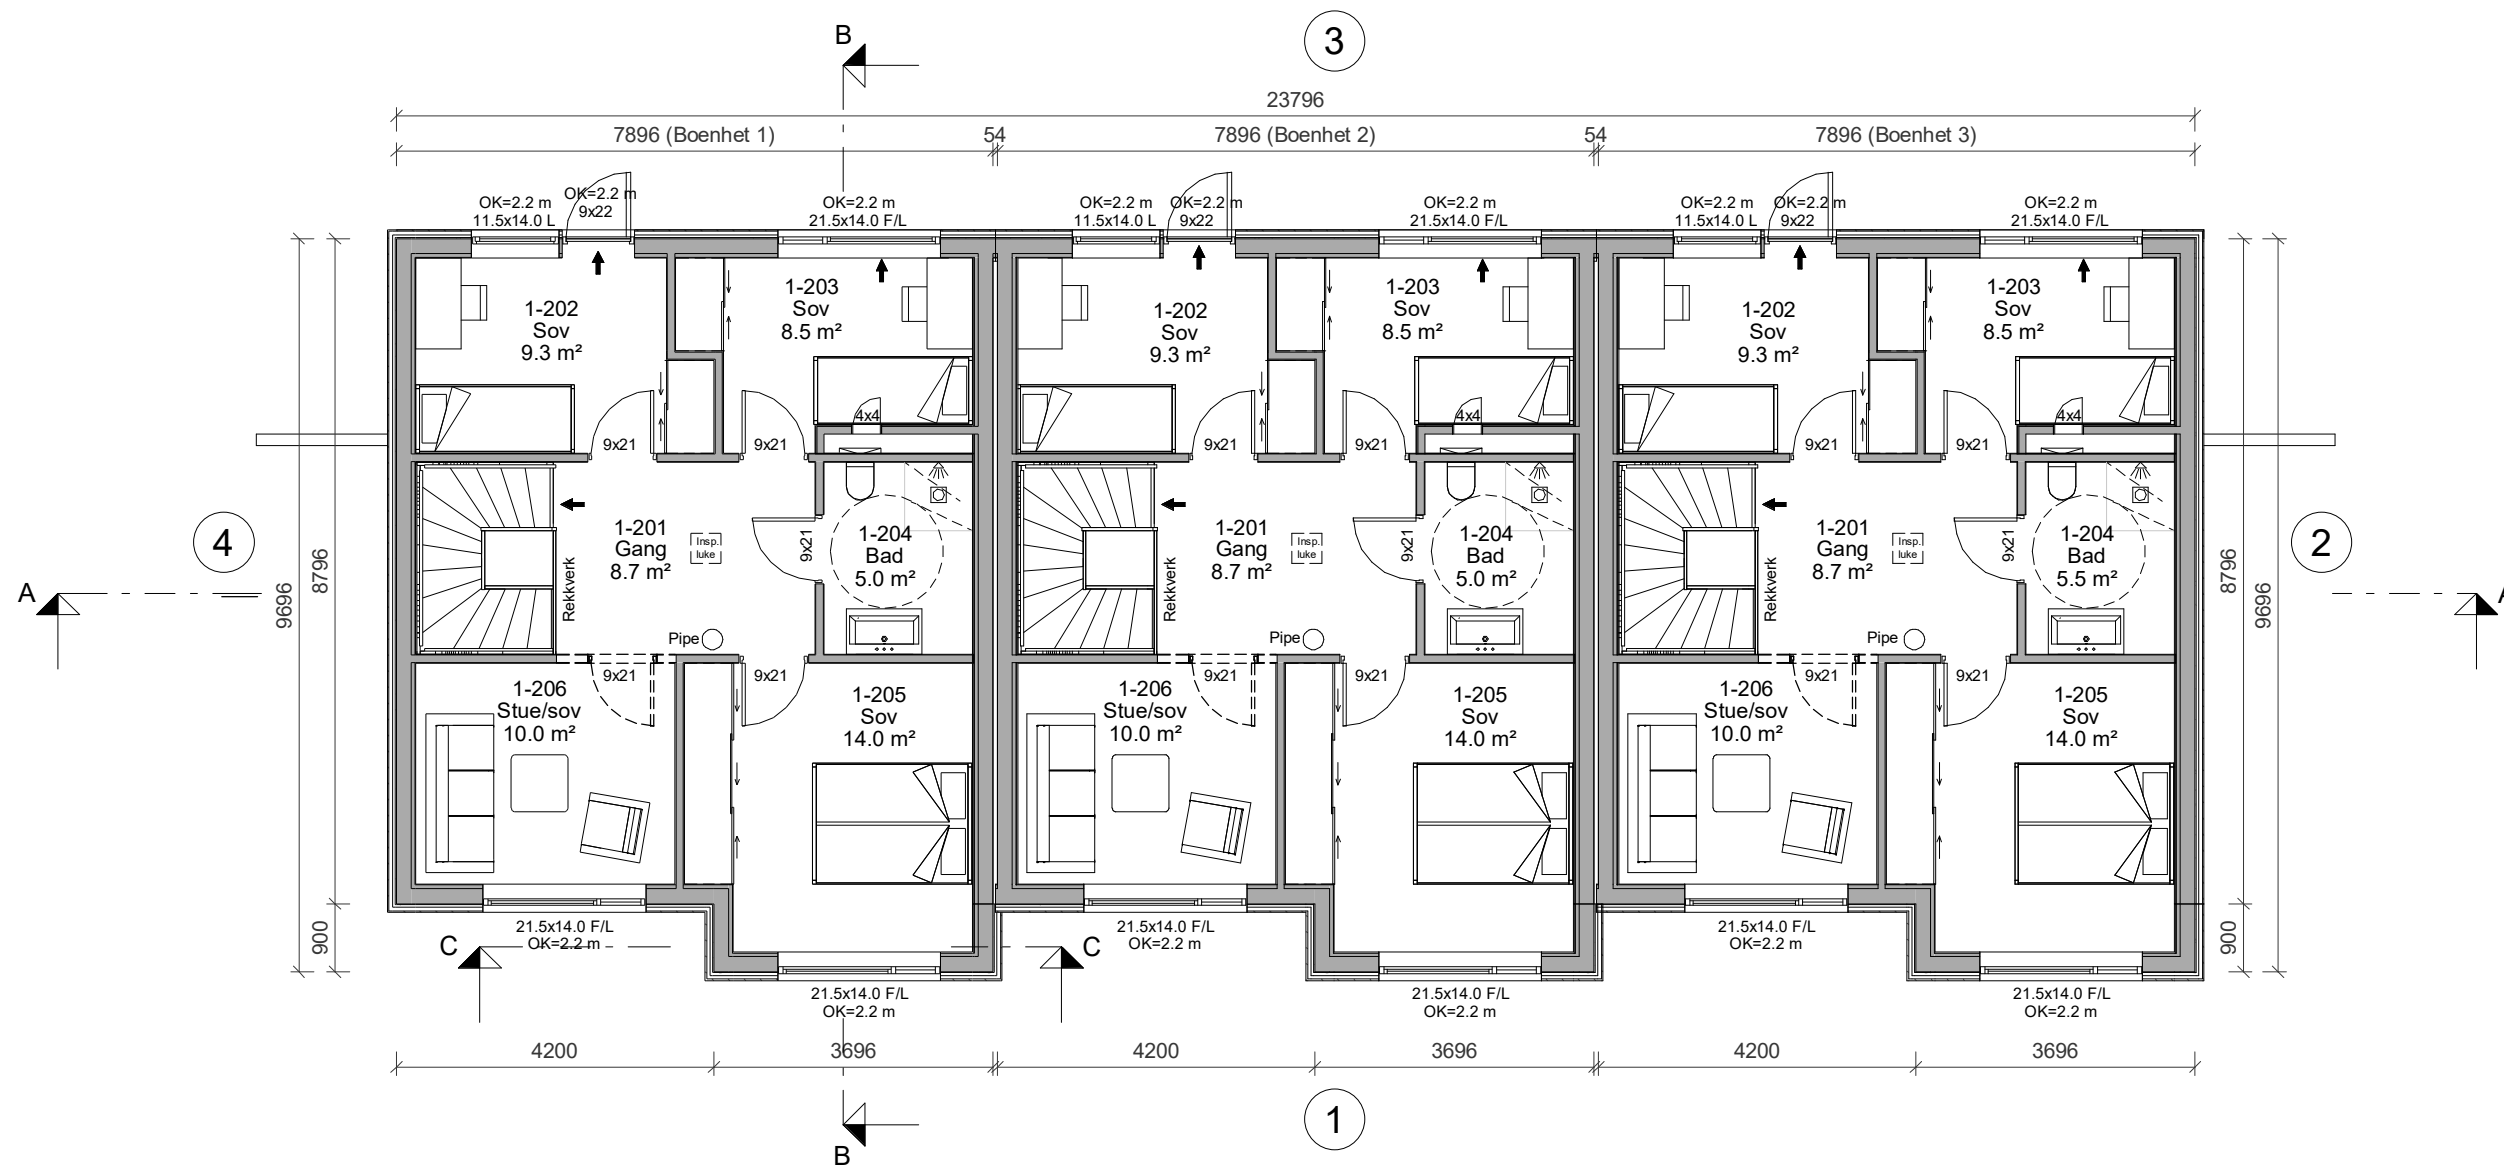 B
3
23796
7896 (Boenhet 1)
54
7896 (Boenhet 2)
54
7896 (Boenhet 3)
OK=2.2 m
11.5x14.0 L
OK=2.2 m
9x22
OK=2.2 m
21.5x14.0 F/L
OK=2.2 m
11.5x14.0 L
OK=2.2 m
9x22
OK=2.2 m
21.5x14.0 F/L
OK=2.2 m
11.5x14.0 L
OK=2.2 m
9x22
OK=2.2 m
21.5x14.0 F/L
1-202
Sov
9.3 m²
1-203
Sov
8.5 m²
1-202
Sov
9.3 m²
1-203
Sov
8.5 m²
1-202
Sov
9.3 m²
1-203
Sov
8.5 m²
4x4
4x4
4x4
9x21
9x21
9x21
9x21
9x21
9x21
4
A
9696
8796
Rekkverk
1-201
Gang
8.7 m²
Insp.
luke
9x21
1-204
Bad
5.0 m²
Rekkverk
1-201
Gang
8.7 m²
Insp.
luke
9x21
1-204
Bad
5.0 m²
Rekkverk
1-201
Gang
8.7 m²
Insp.
luke
9x21
1-204
Bad
5.5 m²
8796
9696
2
A
Pipe
Pipe
Pipe
9x21
9x21
9x21
9x21
9x21
9x21
1-206
Stue/sov
10.0 m²
1-205
Sov
14.0 m²
1-206
Stue/sov
10.0 m²
1-205
Sov
14.0 m²
1-206
Stue/sov
10.0 m²
1-205
Sov
14.0 m²
900
900
21.5x14.0 F/L
OK=2.2 m
21.5x14.0 F/L
OK=2.2 m
21.5x14.0 F/L
OK=2.2 m
C
C
21.5x14.0 F/L
OK=2.2 m
21.5x14.0 F/L
OK=2.2 m
21.5x14.0 F/L
OK=2.2 m
4200
3696
4200
3696
4200
3696
1
B